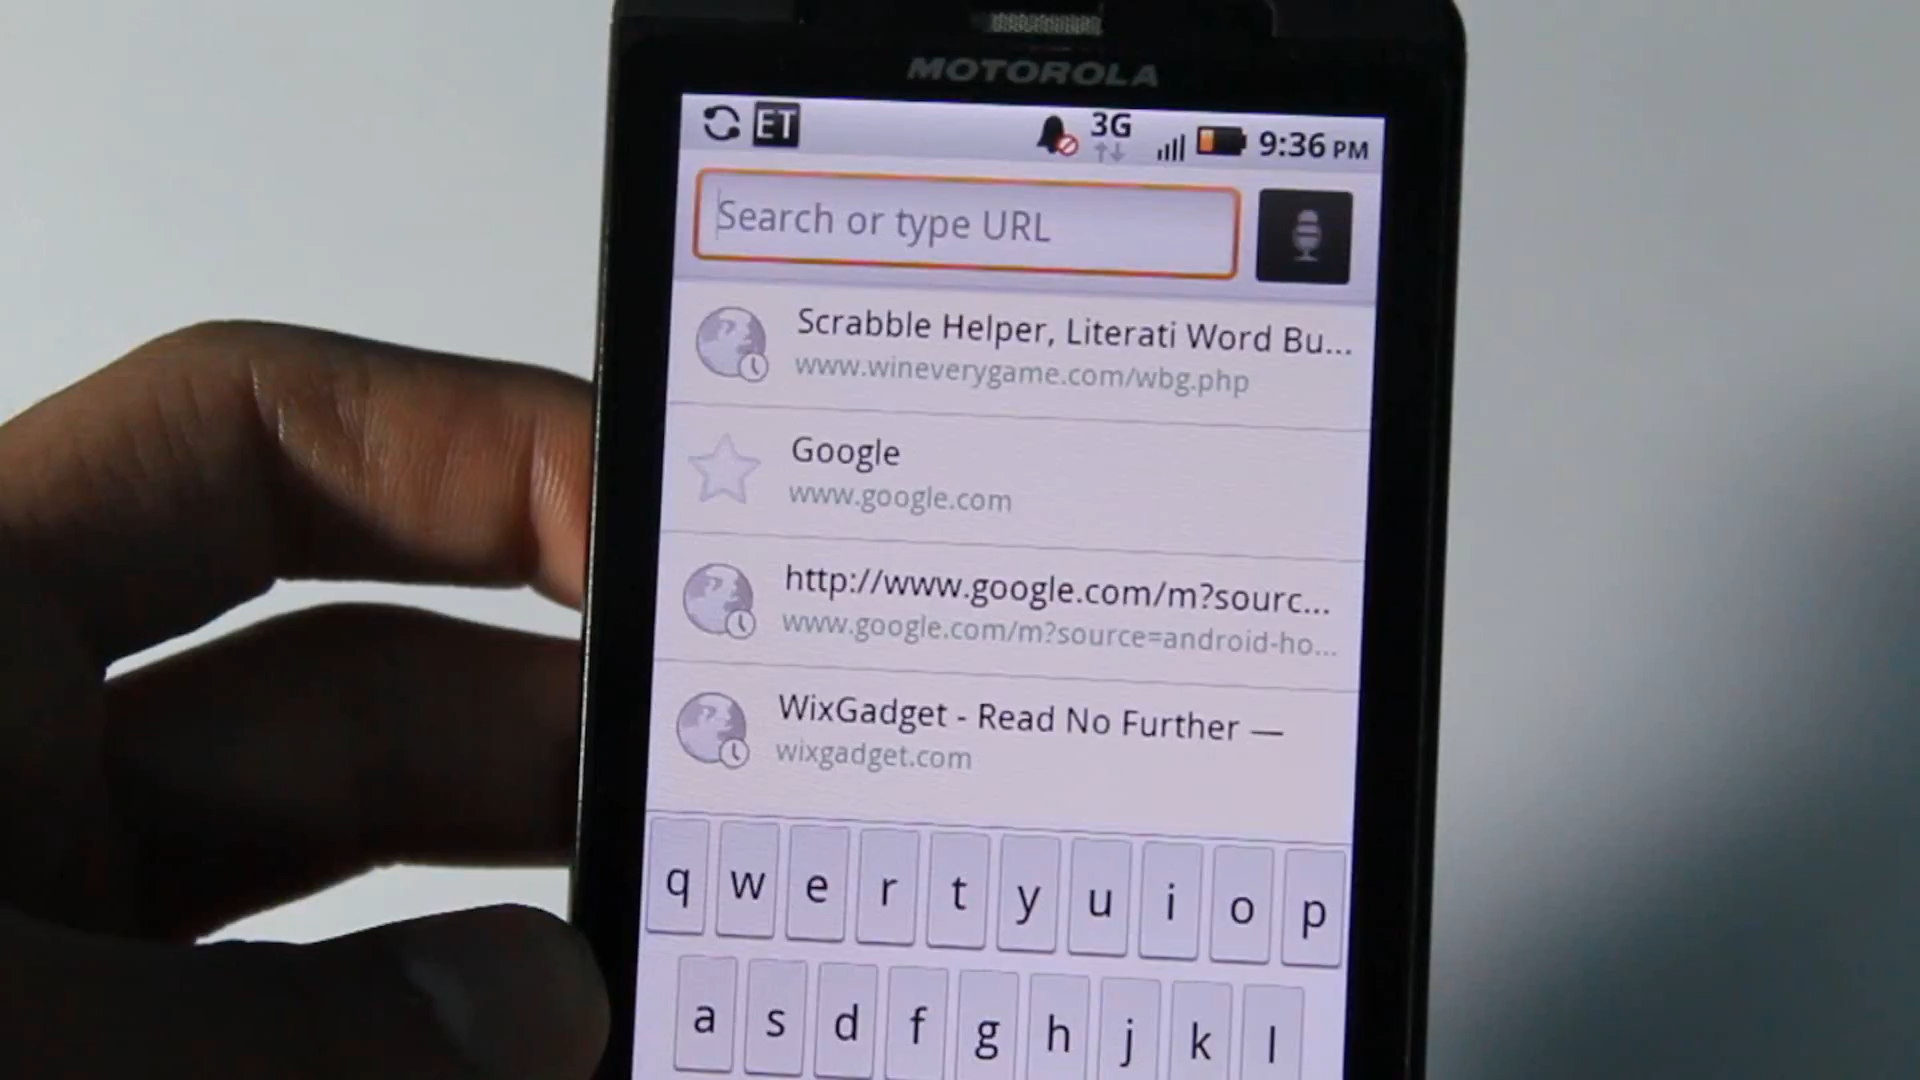 MOTOROLA
ET 3G 9:36 PM
Search or type URL
Scrabble Helper, Literati Word Bu...
www.wineverygame.com/wbg.php
Google
www.google.com
http://www.google.com/m?sourc...
www.google.com/m?source=android-ho...
WixGadget - Read No Further —
wixgadget.com
q w e r t y u i o p
a s d f g h j k l